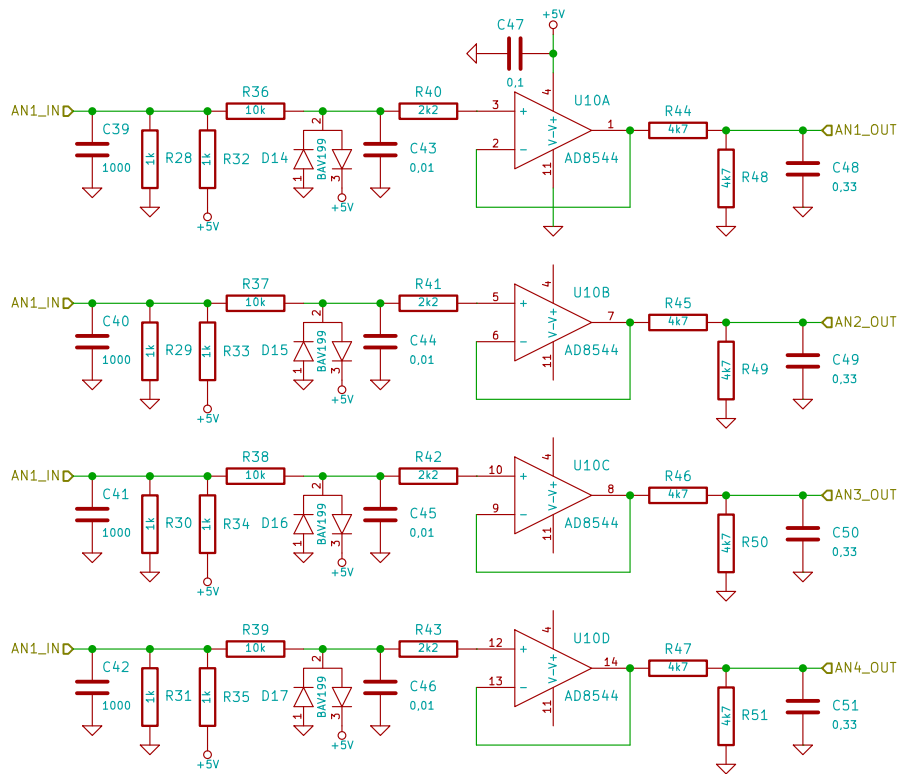 +5V
C47
0,1
AN1_IN
R36
10k
R40
2k2
3
+
4
U10A
V+
V-
1
R44
4k7
AN1_OUT
C39
1000
1k
R28
1k
R32
+5V
D14
2
BAV199
1
3
+5V
C43
0,01
2
−
11
AD8544
4k7
R48
C48
0,33
AN1_IN
R37
10k
R41
2k2
5
+
4
U10B
V+
V-
7
R45
4k7
AN2_OUT
C40
1000
1k
R29
1k
R33
+5V
D15
2
BAV199
1
3
+5V
C44
0,01
6
−
11
AD8544
4k7
R49
C49
0,33
AN1_IN
R38
10k
R42
2k2
10
+
4
U10C
V+
V-
8
R46
4k7
AN3_OUT
C41
1000
1k
R30
1k
R34
+5V
D16
2
BAV199
1
3
+5V
C45
0,01
9
−
11
AD8544
4k7
R50
C50
0,33
AN1_IN
R39
10k
R43
2k2
12
+
4
U10D
V+
V-
14
R47
4k7
AN4_OUT
C42
1000
1k
R31
1k
R35
+5V
D17
2
BAV199
1
3
+5V
C46
0,01
13
−
11
AD8544
4k7
R51
C51
0,33